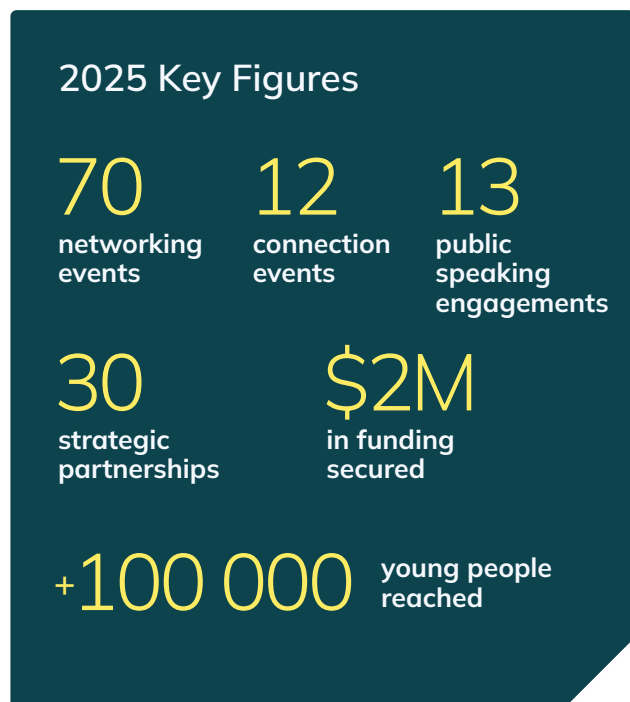 2025 Key Figures
70
networking
events
12
connection
events
13
public
speaking
engagements
30
strategic
partnerships
$2M
in funding
secured
+100 000
young people
reached